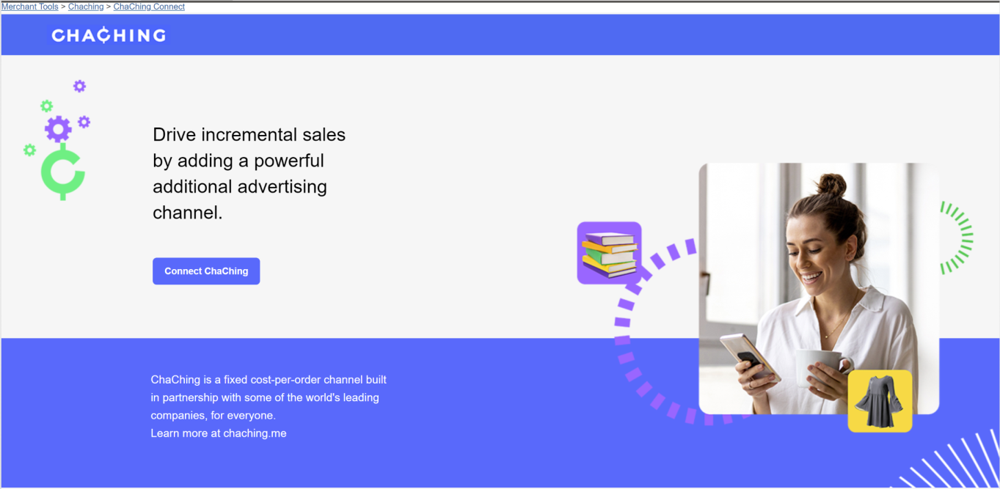 Merchant Tools > Chaching > ChaChing Connect
CHACHING
Drive incremental sales
by adding a powerful
additional advertising
channel.
Connect ChaChing
ChaChing is a fixed cost-per-order channel built
in partnership with some of the world's leading
companies, for everyone.
Learn more at chaching.me